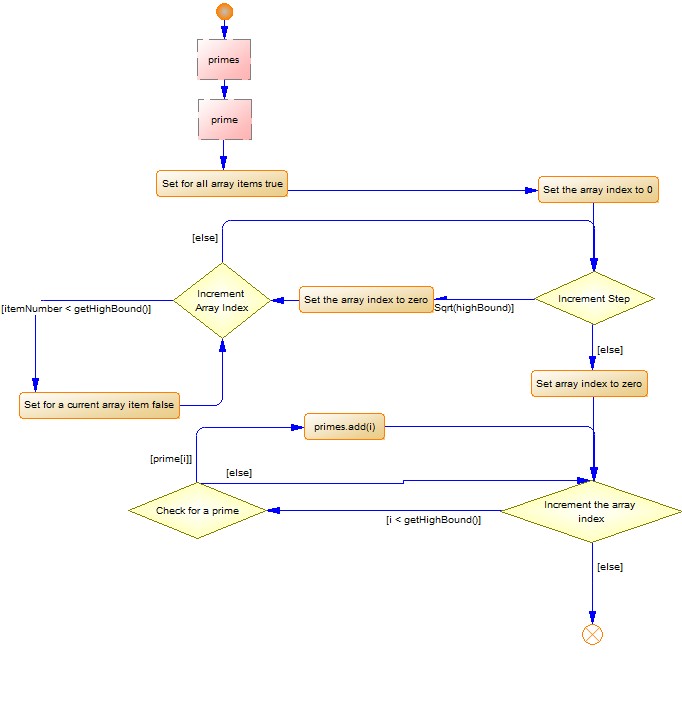 primes
prime
Set for all array items true
Set the array index to 0
[else]
Increment
Array Index
Set the array index to zero
Sqrt(highBound)]
Increment Step
[itemNumber < getHighBound()]
[else]
Set array index to zero
Set for a current array item false
primes.add(i)
[prime[i]]
[else]
Check for a prime
[i < getHighBound()]
Increment the array
index
[else]